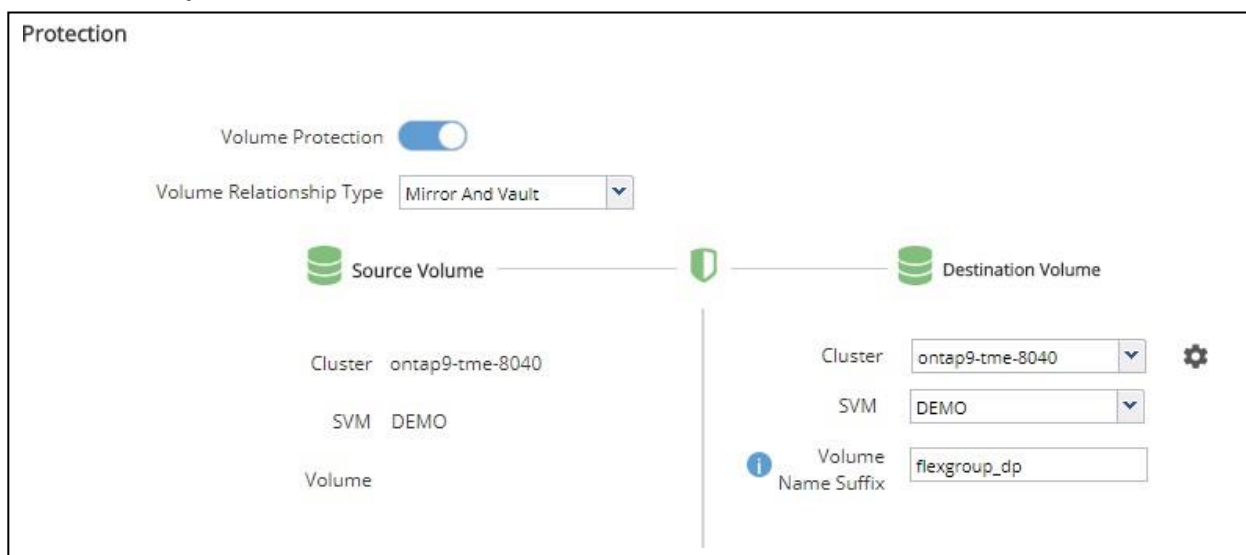 Protection
Volume Protection
Volume Relationship Type Mirror And Vault
Source Volume Destination Volume
Cluster ontap9-tme-8040 Cluster ontap9-tme-8040
SVM DEMO SVM DEMO
Volume
Volume Name Suffix flexgroup_dp